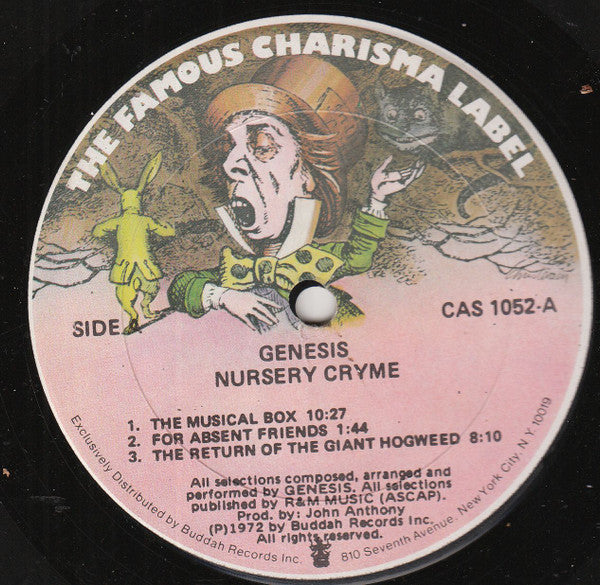 THE FAMOUS CHARISMA LABEL
SIDE
CAS 1052-A
GENESIS
NURSERY CRYME
1. THE MUSICAL BOX 10:27
2. FOR ABSENT FRIENDS 1:44
3. THE RETURN OF THE GIANT HOGWEED 8:10
All selections composed, arranged and
performed by GENESIS. All selections
published by R&M MUSIC (ASCAP).
Prod. by: John Anthony
(P)1972 by Buddah Records Inc.
All rights reserved.
Exclusively Distributed by Buddah Records Inc.
810 Seventh Avenue, New York City, N.Y. 10019